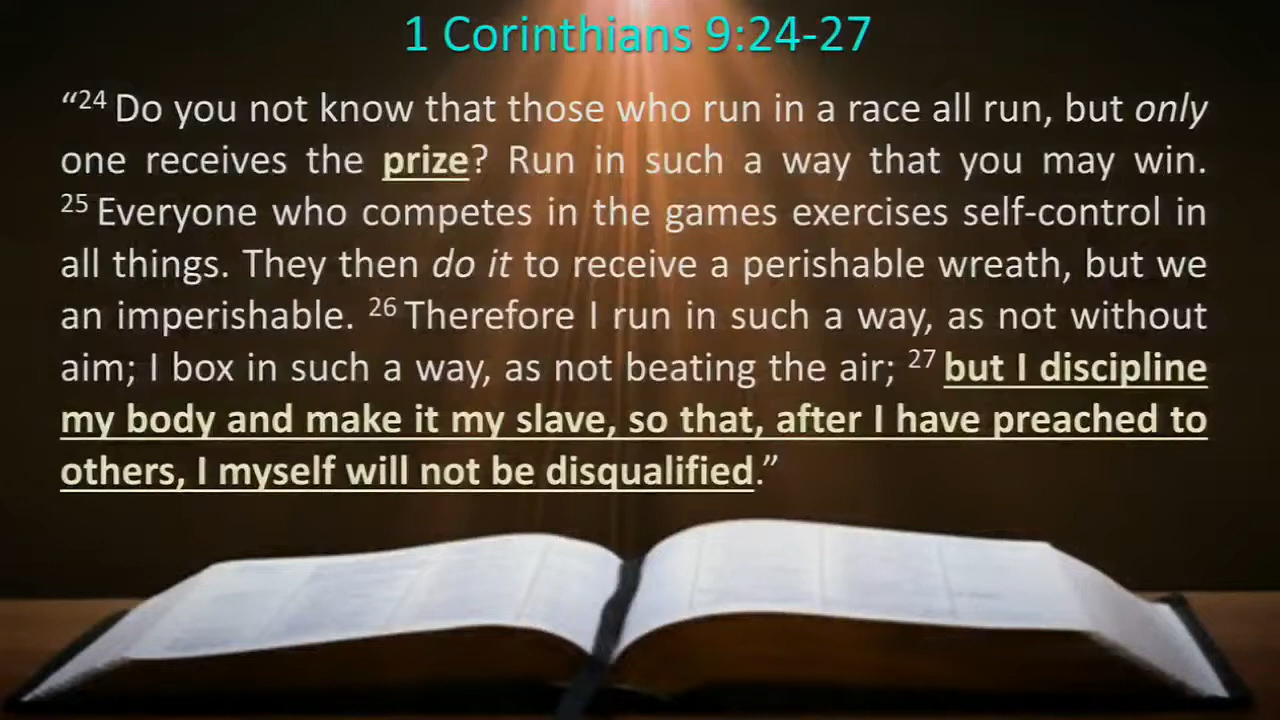 1 Corinthians 9:24-27
“24 Do you not know that those who run in a race all run, but only
one receives the prize? Run in such a way that you may win.
25 Everyone who competes in the games exercises self-control in
all things. They then do it to receive a perishable wreath, but we
an imperishable. 26 Therefore I run in such a way, as not without
aim; I box in such a way, as not beating the air; 27 but I discipline
my body and make it my slave, so that, after I have preached to
others, I myself will not be disqualified.”